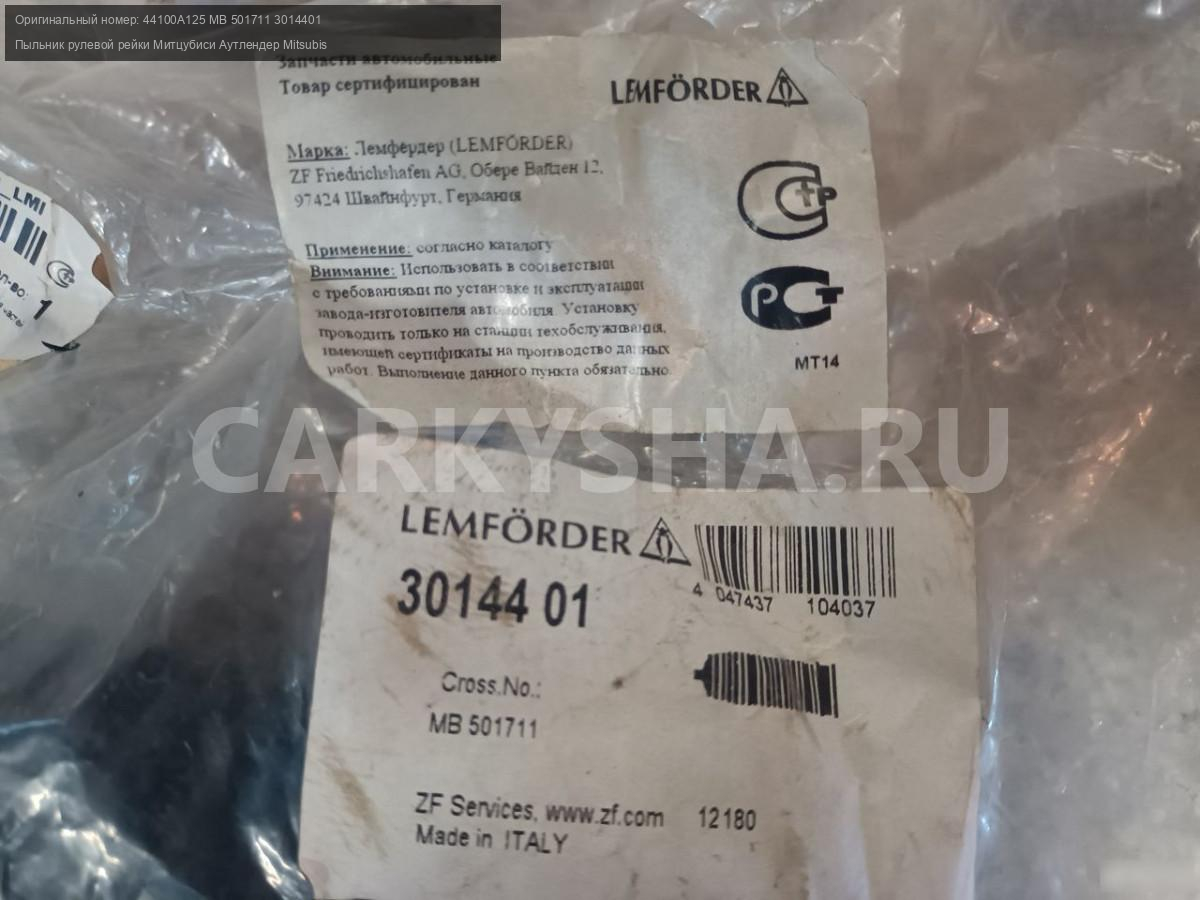 Оригинальный номер: 44100A125 MB 501711 3014401
Пыльник рулевой рейки Митцубиси Аутлендер Mitsubis
Запчасти автомобильные
Товар сертифицирован
LEMFÖRDER
Марка: Лемфёрдер (LEMFÖRDER)
ZF Friedrichshafen AG, Обере Вайден 12,
97424 Швайнфурт, Германия
Применение: согласно каталогу
Внимание: Использовать в соответствии
с требованиями по установке и эксплуатации
завода-изготовителя автомобиля. Установку
проводить только на станции техобслуживания,
имеющей сертификаты на производство данных
работ. Выполнение данного пункта обязательно.
МТ14
_LMI
1
CARKYSHA.RU
LEMFÖRDER
30144 01
4 047437 104037
Cross.No.:
MB 501711
ZF Services, www.zf.com 12180
Made in ITALY